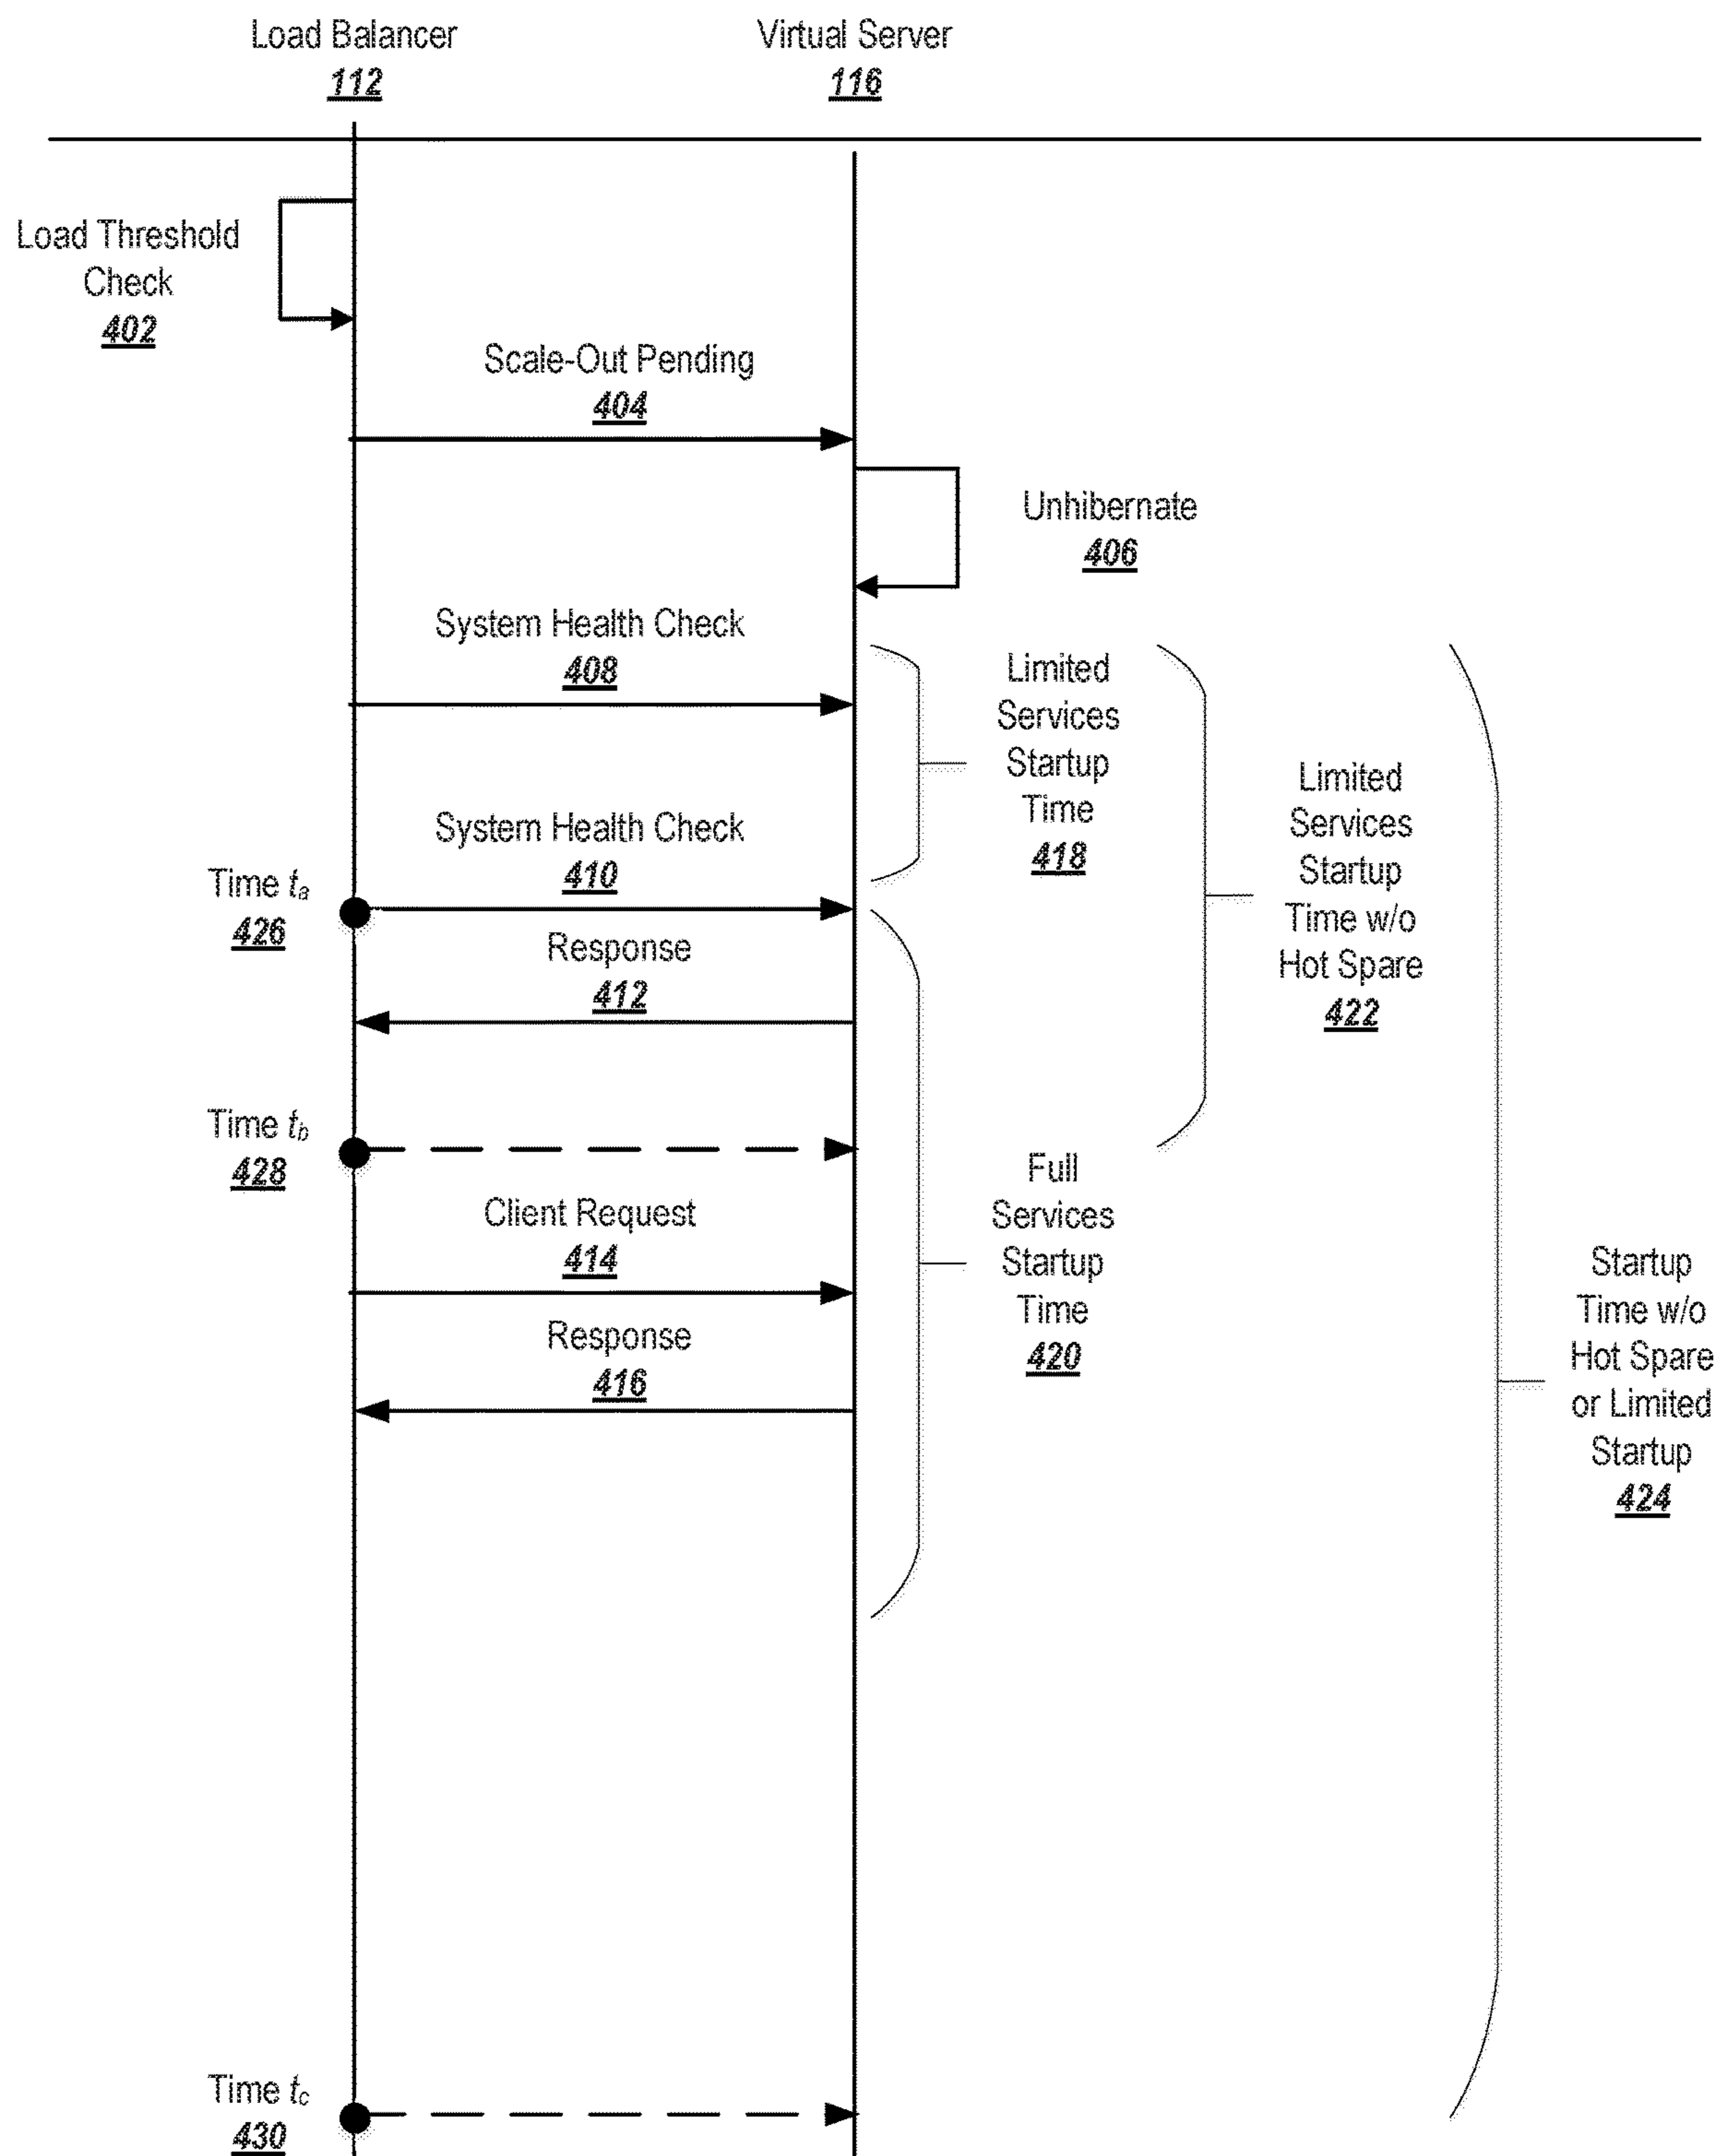 Load Balancer
112
Virtual Server
116
Load Threshold
Check
402
Scale-Out Pending
404
Unhibernate
406
System Health Check
408
Limited
Services
Startup
Time
418
Limited
Services
Startup
Time w/o
Hot Spare
422
System Health Check
410
Time ta
426
Response
412
Time tb
428
Full
Services
Startup
Time
420
Client Request
414
Startup
Time w/o
Hot Spare
or Limited
Startup
424
Response
416
Time tc
430